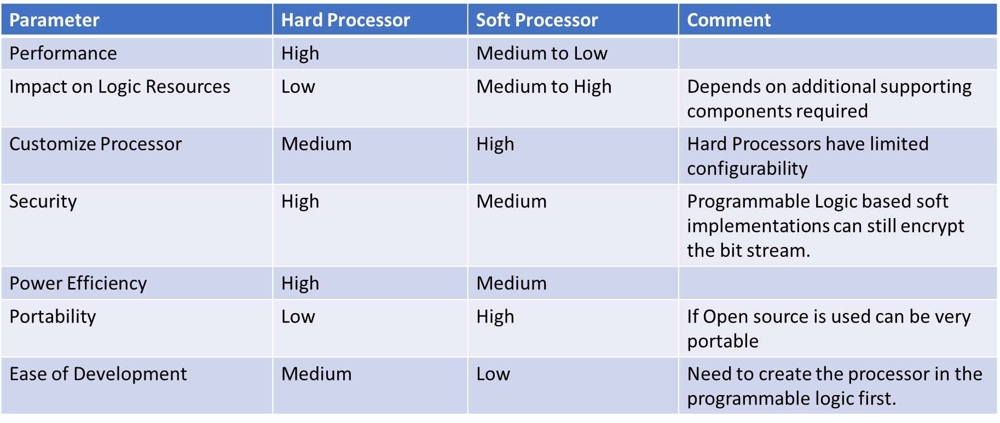 Parameter Hard Processor Soft Processor Comment
Performance High Medium to Low
Impact on Logic Resources Low Medium to High Depends on additional supporting
components required
Customize Processor Medium High Hard Processors have limited
configurability
Security High Medium Programmable Logic based soft
implementations can still encrypt
the bit stream.
Power Efficiency High Medium
Portability Low High If Open source is used can be very
portable
Ease of Development Medium Low Need to create the processor in the
programmable logic first.